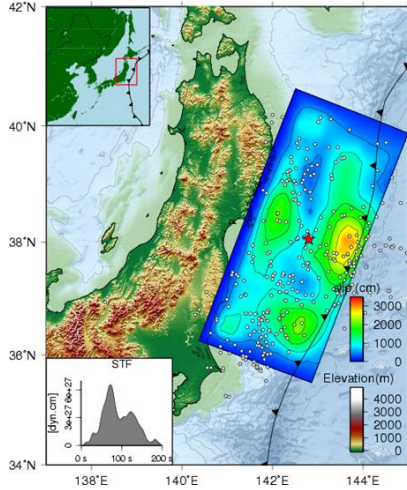 42°N
40°N
38°N
36°N
34°N
slip (cm)
3000
2000
1000
0
Elevation(m)
4000
3000
2000
1000
0
STF
[dyn.cm]
0 3e+27 6e+27
0 s 100 s 200 s
138°E 140°E 142°E 144°E